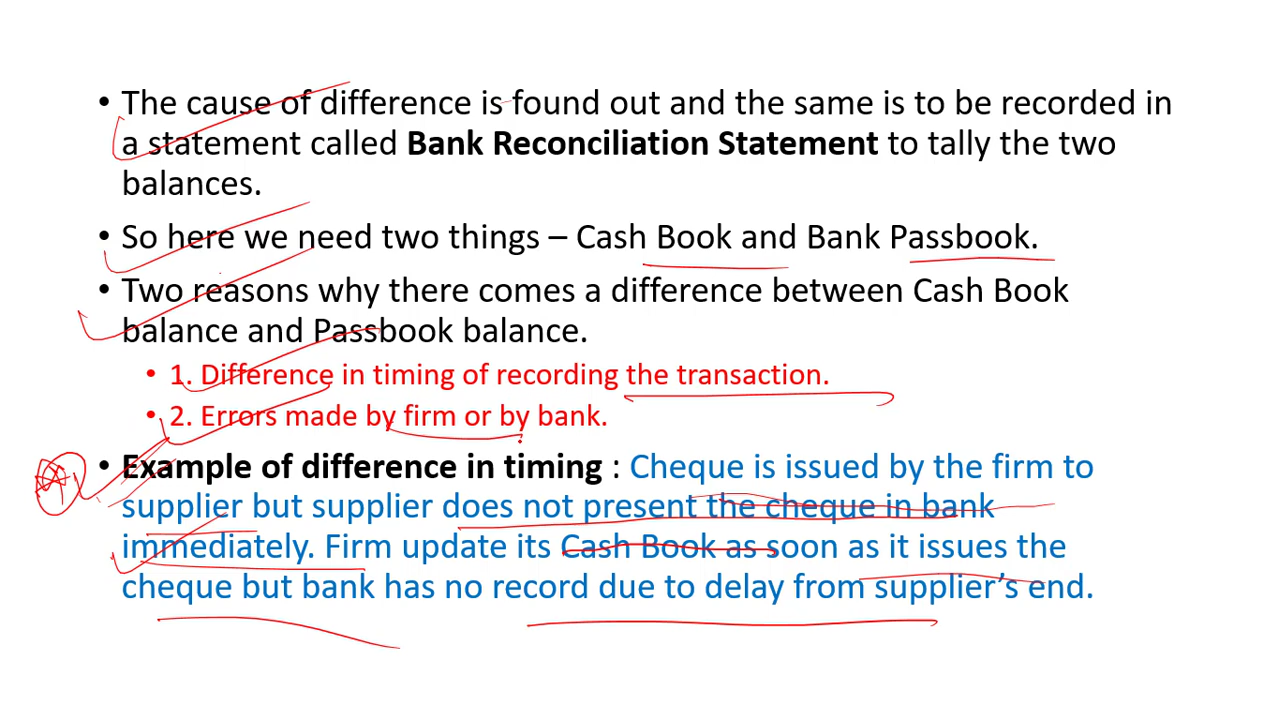 • The cause of difference is found out and the same is to be recorded in
a statement called Bank Reconciliation Statement to tally the two
balances.
• So here we need two things – Cash Book and Bank Passbook.
• Two reasons why there comes a difference between Cash Book
balance and Passbook balance.
• 1. Difference in timing of recording the transaction.
• 2. Errors made by firm or by bank.
• Example of difference in timing : Cheque is issued by the firm to
supplier but supplier does not present the cheque in bank
immediately. Firm update its Cash Book as soon as it issues the
cheque but bank has no record due to delay from supplier's end.